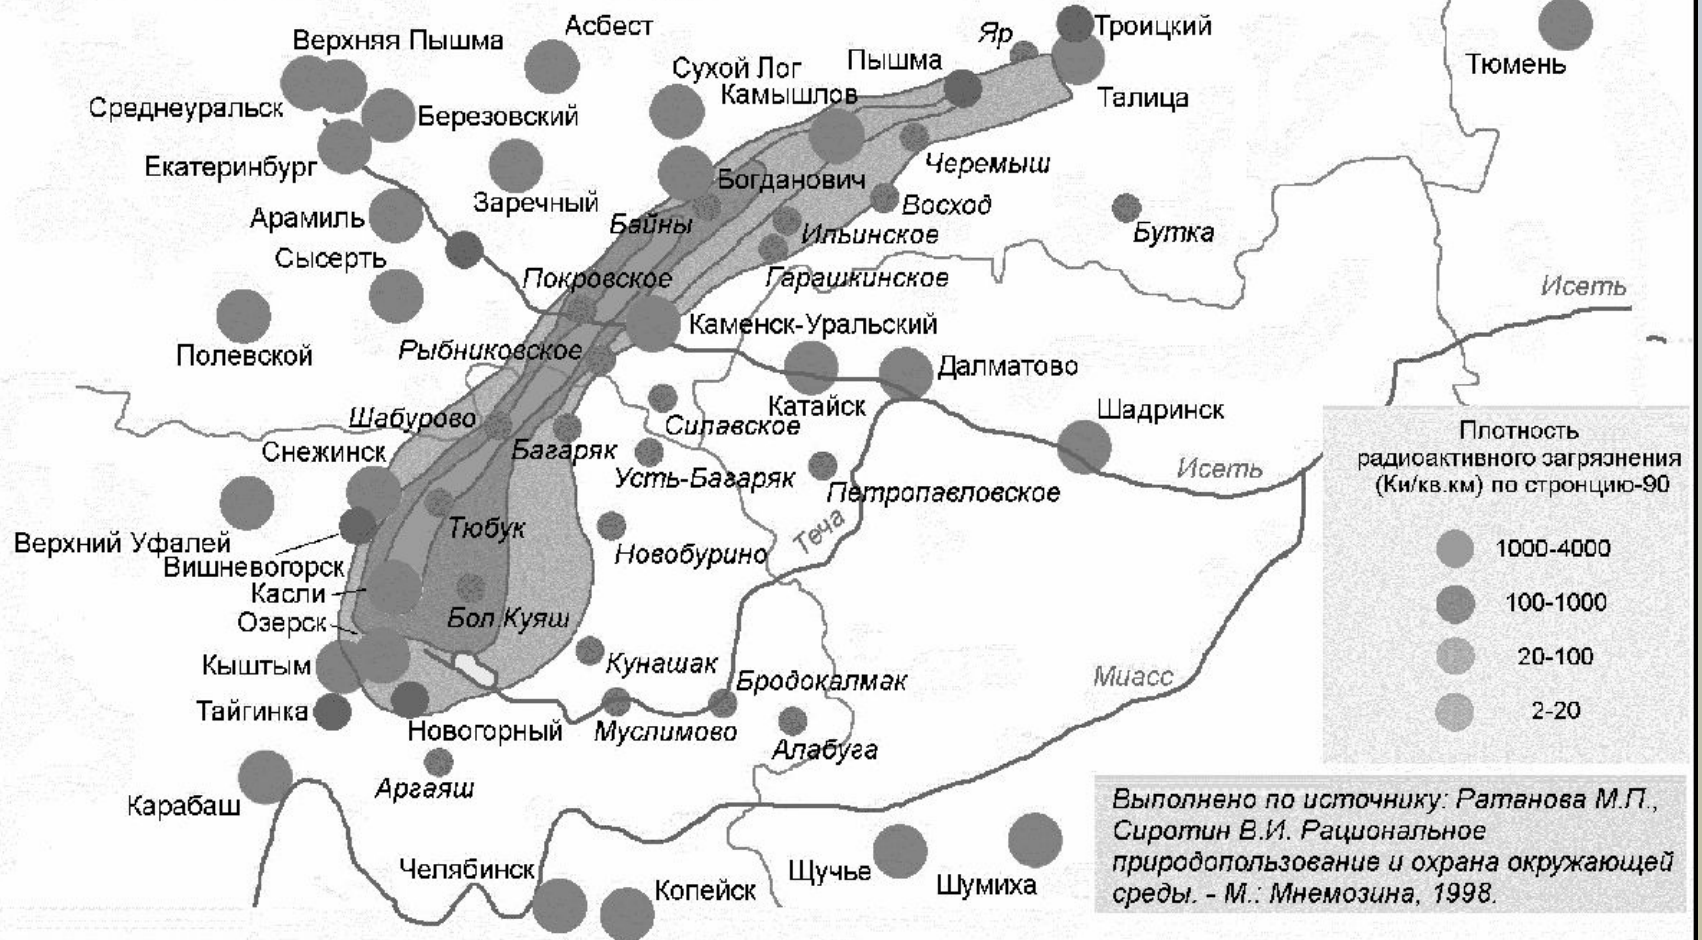 Асбест
Верхняя Пышма
Яр
Троицкий
Пышма
Сухой Лог
Тюмень
Камышлов
Талица
Среднеуральск
Березовский
Екатеринбург
Черемыш
Богданович
Заречный
Восход
Арамиль
Байны
Ильинское
Бутка
Сысерть
Покровское
Гарашкинское
Исеть
Каменск-Уральский
Полевской
Рыбниковское
Далматово
Катайск
Шадринск
Шабурово
Силавское
Снежинск
Багаряк
Усть-Багаряк
Исеть
Петропавловское
Теча
Тюбук
Верхний Уфалей
Новобурино
Вишневогорск
Касли
Озерск
Бол.Куяш
Кыштым
Кунашак
Миасс
Бродокалмак
Тайгинка
Новогорный
Муслимово
Алабуга
Аргаяш
Карабаш
Челябинск
Копейск
Щучье
Шумиха
Плотность
радиоактивного загрязнения
(Ки/кв.км) по стронцию-90
1000-4000
100-1000
20-100
2-20
Выполнено по источнику: Ратанова М.П.,
Сиротин В.И. Рациональное
природопользование и охрана окружающей
среды. - М.: Мнемозина, 1998.